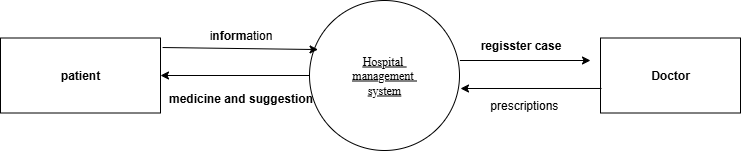 information
patient
medicine and suggestion
Hospital
management
system
regisster case
Doctor
prescriptions